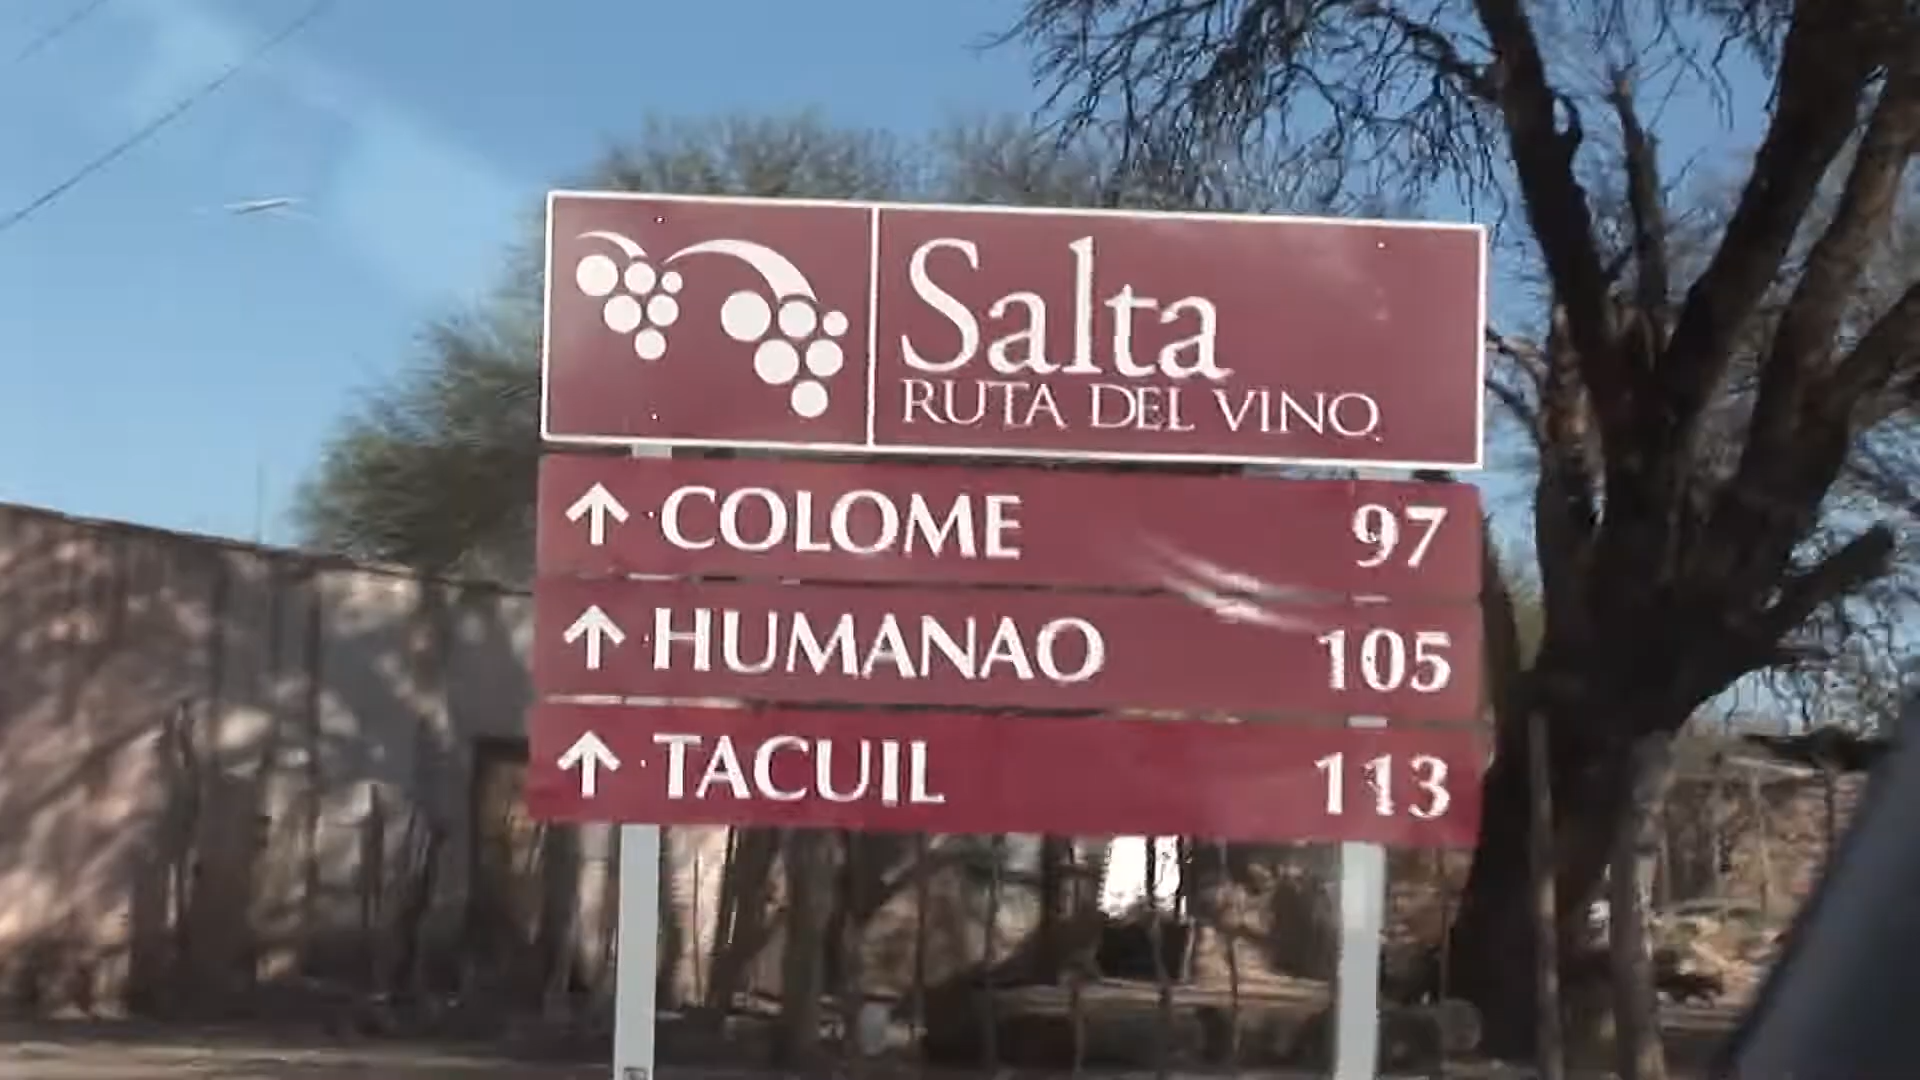 Salta
RUTA DEL VINO
↑ COLOME 97
↑ HUMANAO 105
↑ TACUIL 113